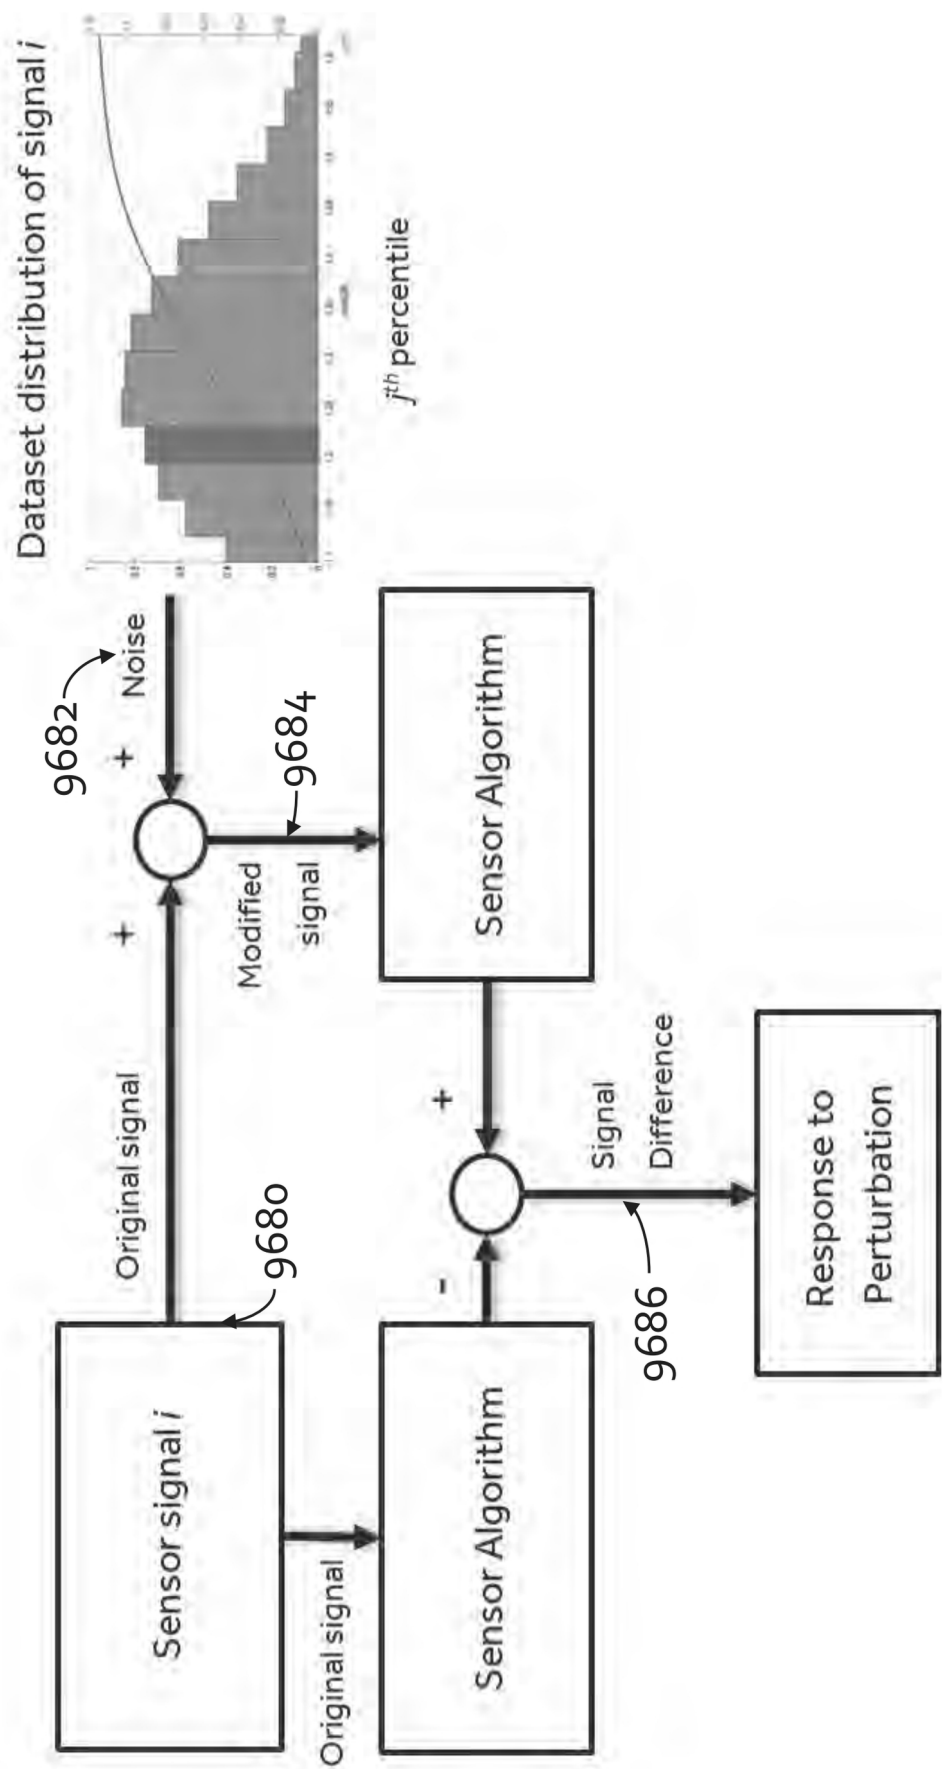 Dataset distribution of signal i
9682
+
Noise
+
Original signal
9684
Modified
signal
j^th percentile
Sensor signal i
9680
Original signal
Sensor Algorithm
Sensor Algorithm
-
+
Signal
Difference
9686
Response to
Perturbation